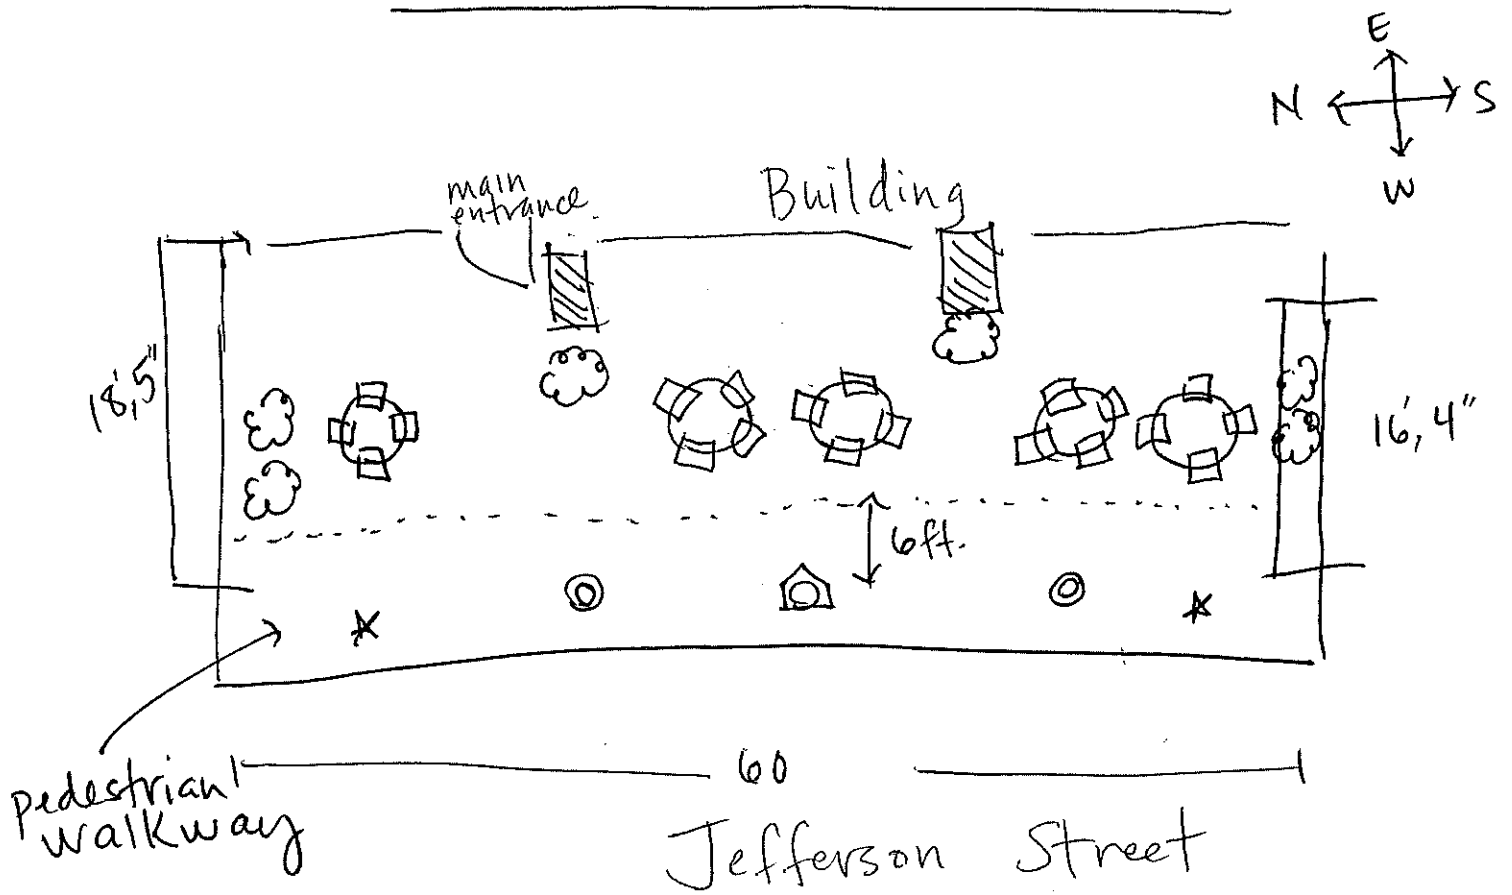 E
N S
W
main
entrance.
Building
18',5"
16', 4"
6ft.
pedestrian
walkway
60
Jefferson Street